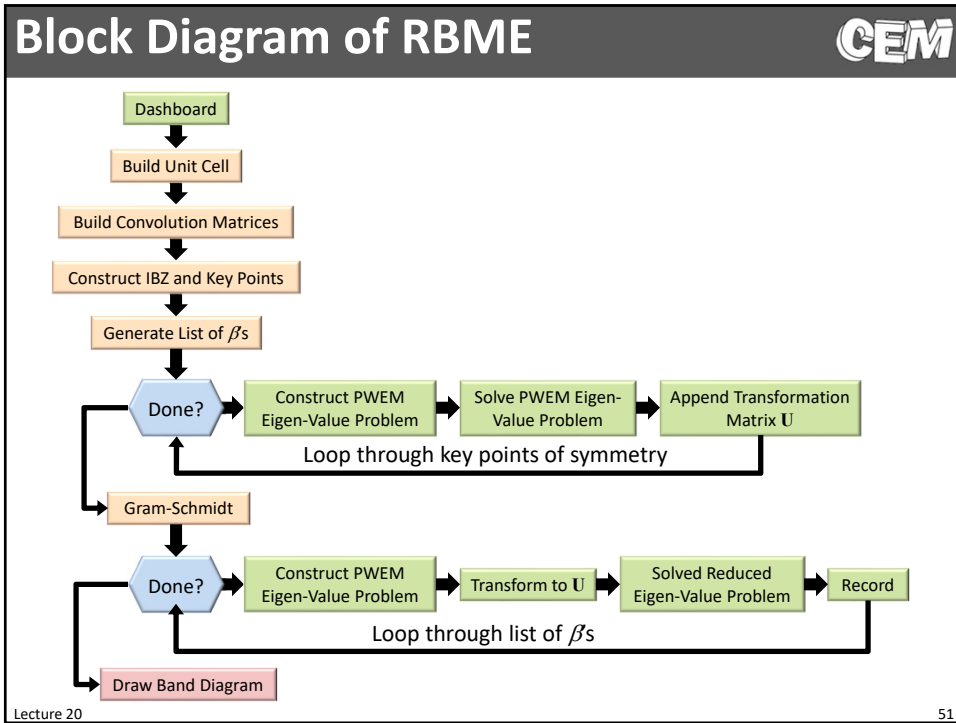 Block Diagram of RBME
CEM
Dashboard
Build Unit Cell
Build Convolution Matrices
Construct IBZ and Key Points
Generate List of β's
Done?
Construct PWEM
Eigen-Value Problem
Solve PWEM Eigen-
Value Problem
Append Transformation
Matrix U
Loop through key points of symmetry
Gram-Schmidt
Done?
Construct PWEM
Eigen-Value Problem
Transform to U
Solved Reduced
Eigen-Value Problem
Record
Loop through list of β's
Draw Band Diagram
Lecture 20
51